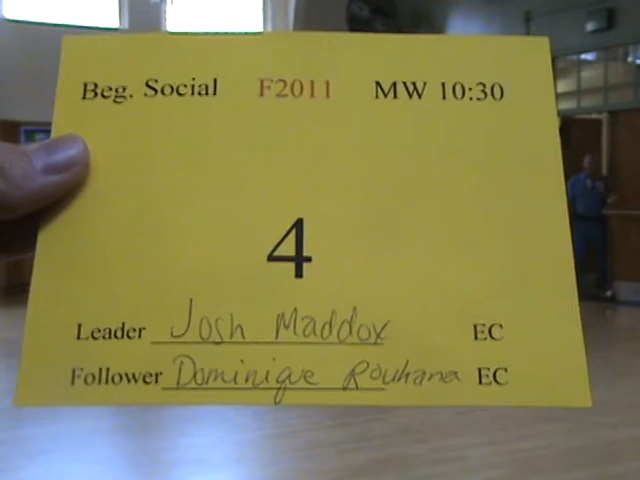 Beg. Social F2011 MW 10:30
4
Leader Josh Maddox EC
Follower Dominique Rouhana EC